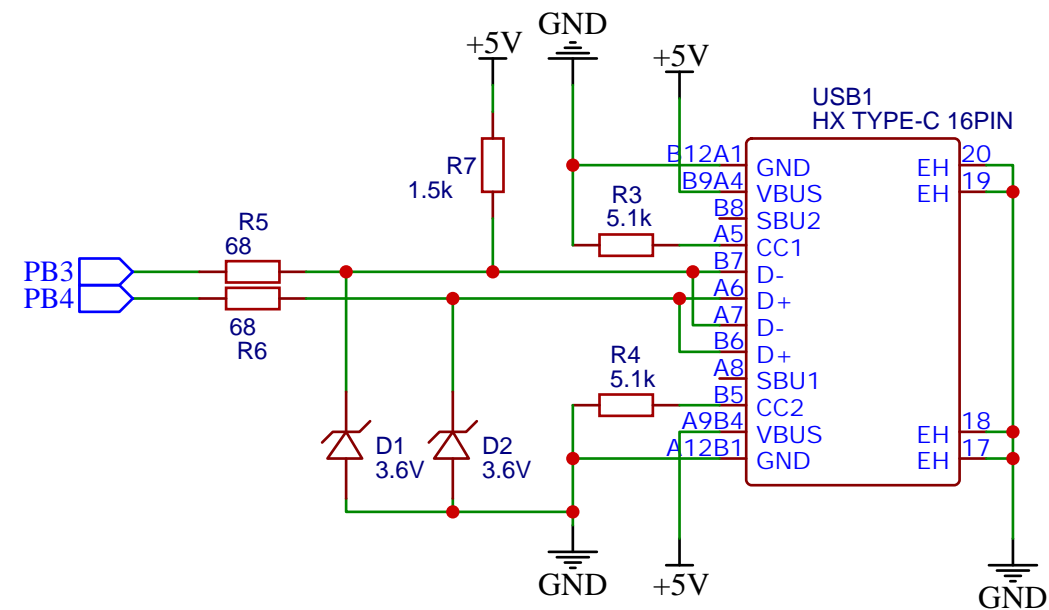 GND
+5V
+5V
USB1
HX TYPE-C 16PIN
R7
1.5k
B12A1
GND
EH
20
B9A4
VBUS
EH
19
R3
5.1k
B8
SBU2
A5
CC1
R5
68
B7
D-
PB3
A6
D+
PB4
A7
D-
68
R6
B6
D+
R4
5.1k
A8
SBU1
B5
CC2
A9B4
VBUS
EH
18
A12B1
GND
EH
17
D1
3.6V
D2
3.6V
GND
+5V
GND